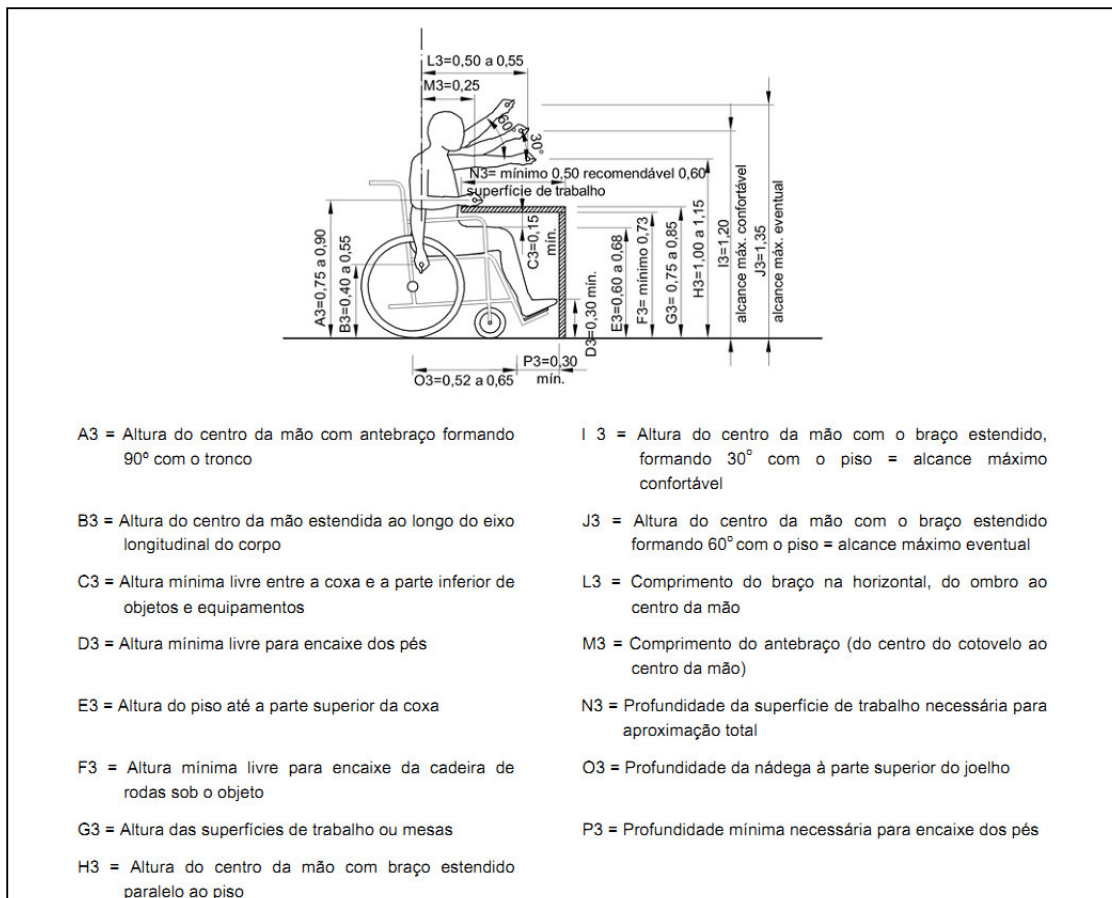 L3=0,50 a 0,55
M3=0,25
60°
30°
N3= mínimo 0,50 recomendável 0,60
superfície de trabalho
A3=0,75 a 0,90
B3=0,40 a 0,55
C3=0,15
mín.
D3=0,30 mín.
E3=0,60 a 0,68
F3= mínimo 0,73
G3= 0,75 a 0,85
H3=1,00 a 1,15
I3=1,20
alcance máx. confortável
J3=1,35
alcance máx. eventual
P3=0,30
mín.
O3=0,52 a 0,65
A3 = Altura do centro da mão com antebraço formando
90º com o tronco
B3 = Altura do centro da mão estendida ao longo do eixo
longitudinal do corpo
C3 = Altura mínima livre entre a coxa e a parte inferior de
objetos e equipamentos
D3 = Altura mínima livre para encaixe dos pés
E3 = Altura do piso até a parte superior da coxa
F3 = Altura mínima livre para encaixe da cadeira de
rodas sob o objeto
G3 = Altura das superfícies de trabalho ou mesas
H3 = Altura do centro da mão com braço estendido
paralelo ao piso
I 3 = Altura do centro da mão com o braço estendido,
formando 30° com o piso = alcance máximo
confortável
J3 = Altura do centro da mão com o braço estendido
formando 60° com o piso = alcance máximo eventual
L3 = Comprimento do braço na horizontal, do ombro ao
centro da mão
M3 = Comprimento do antebraço (do centro do cotovelo ao
centro da mão)
N3 = Profundidade da superfície de trabalho necessária para
aproximação total
O3 = Profundidade da nádega à parte superior do joelho
P3 = Profundidade mínima necessária para encaixe dos pés